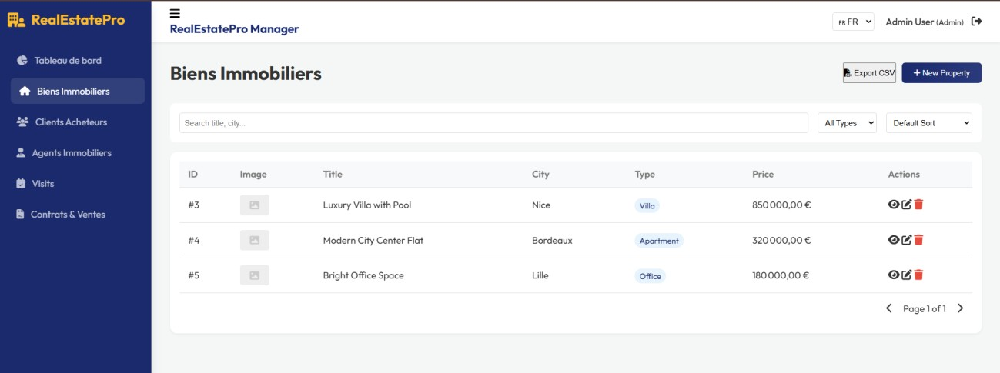 RealEstatePro
Tableau de bord
Biens Immobiliers
Clients Acheteurs
Agents Immobiliers
Visits
Contrats & Ventes
RealEstatePro Manager
FR FR
Admin User (Admin)
Biens Immobiliers
Export CSV
+ New Property
Search title, city...
All Types
Default Sort
ID Image Title City Type Price Actions
#3 Luxury Villa with Pool Nice Villa 850 000,00 €
#4 Modern City Center Flat Bordeaux Apartment 320 000,00 €
#5 Bright Office Space Lille Office 180 000,00 €
Page 1 of 1